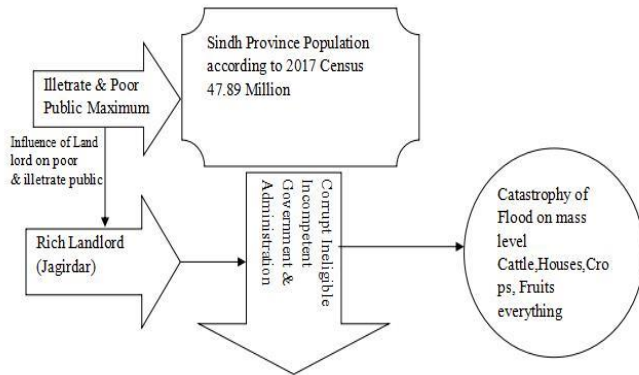 Sindh Province Population
according to 2017 Census
47.89 Million
Illetrate & Poor
Public Maximum
Influence of Land
lord on poor
& illetrate public
Rich Landlord
(Jagirdar)
Corrupt Ineligible
Incompetent
Government &
Administration
Catastrophy of
Flood on mass
level
Cattle,Houses,Cro
ps, Fruits
everything